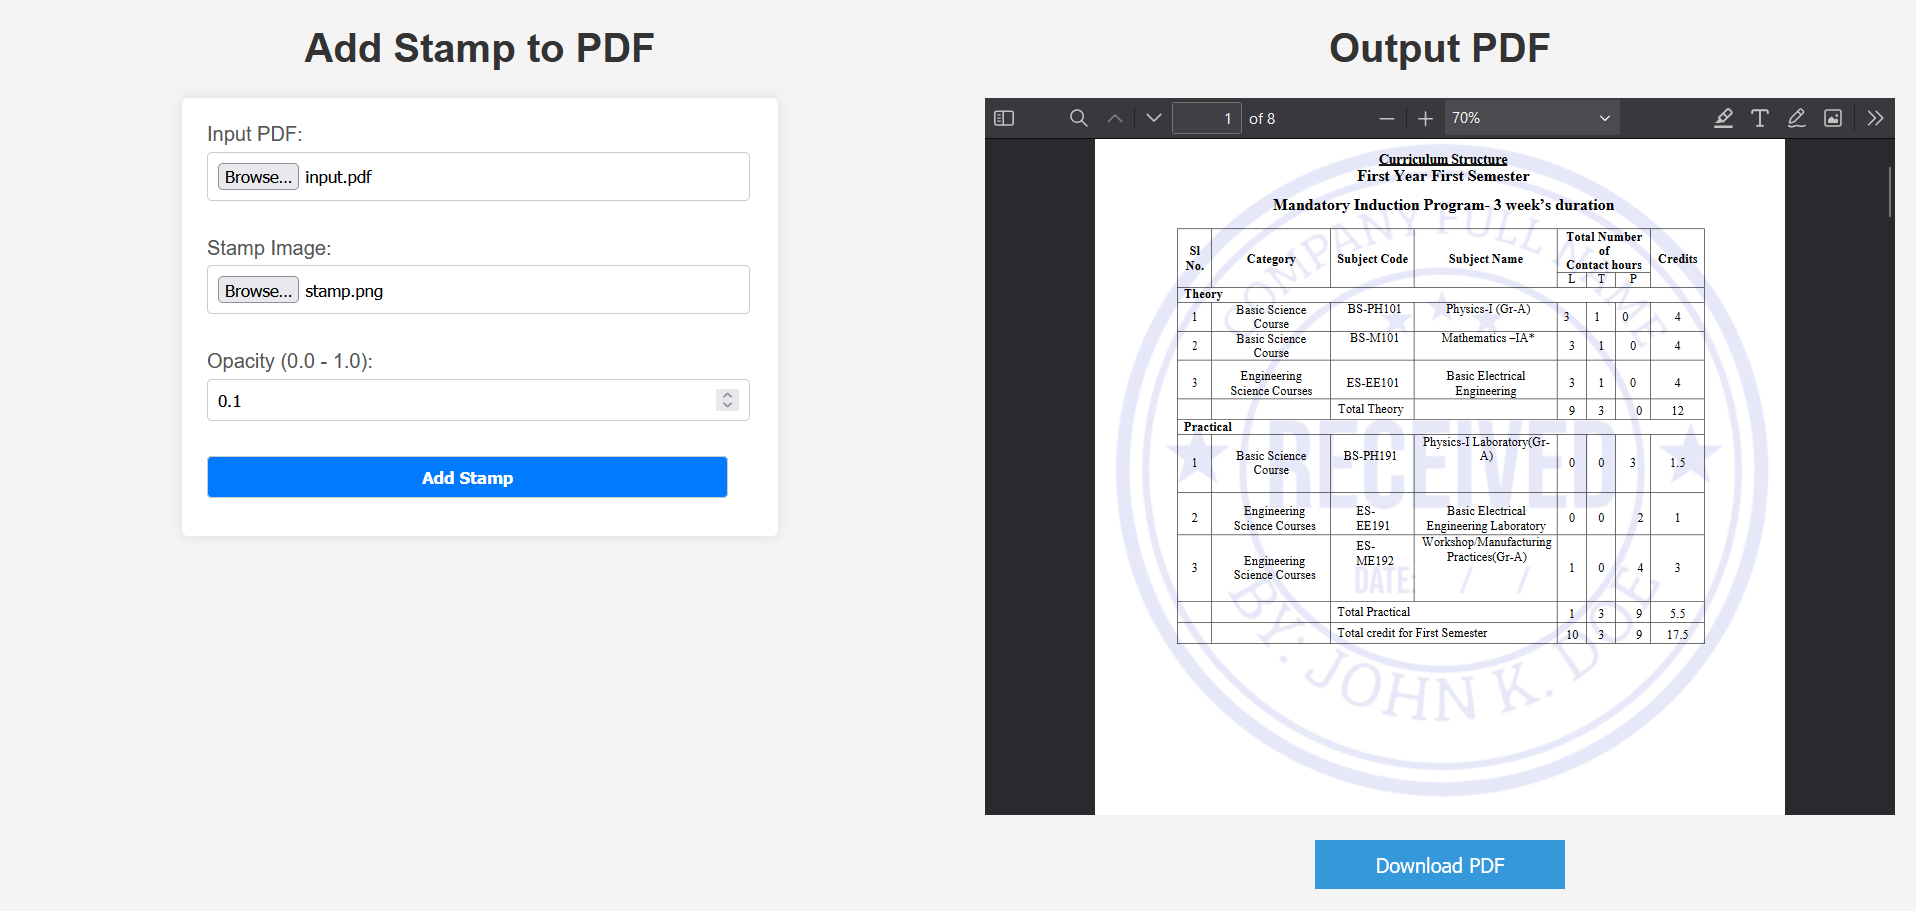 Add Stamp to PDF
Input PDF:
Browse... input.pdf
Stamp Image:
Browse... stamp.png
Opacity (0.0 - 1.0):
0.1
Add Stamp
Output PDF
1 of 8
70%
Curriculum Structure
First Year First Semester
Mandatory Induction Program- 3 week’s duration
Sl No. Category Subject Code Subject Name Total Number of Contact hours Credits
L T P
Theory
1 Basic Science Course BS-PH101 Physics-I (Gr-A) 3 1 0 4
2 Basic Science Course BS-M101 Mathematics –IA* 3 1 0 4
3 Engineering Science Courses ES-EE101 Basic Electrical Engineering 3 1 0 4
Total Theory 9 3 0 12
Practical
1 Basic Science Course BS-PH191 Physics-I Laboratory(Gr-A) 0 0 3 1.5
2 Engineering Science Courses ES-EE191 Basic Electrical Engineering Laboratory 0 0 2 1
3 Engineering Science Courses ES-ME192 Workshop/Manufacturing Practices(Gr-A) 1 0 4 3
Total Practical 1 3 9 5.5
Total credit for First Semester 10 3 9 17.5
COMPANY FULL NAME
RECEIVED
DATE: / /
BY: JOHN K. DOE
Download PDF